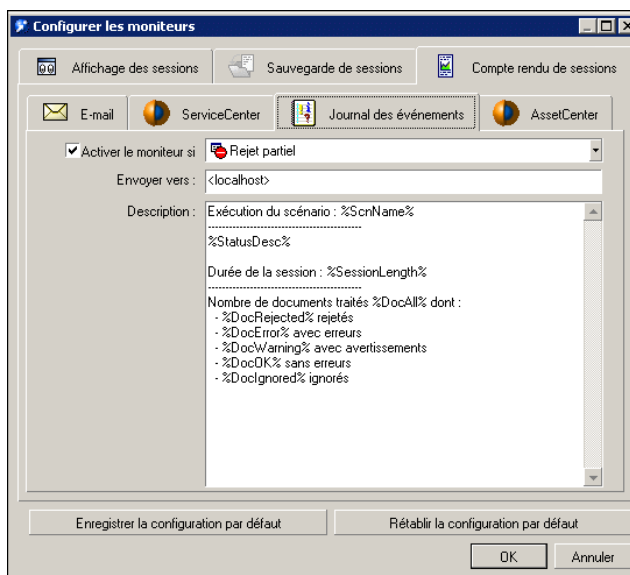 Configurer les moniteurs
Affichage des sessions
Sauvegarde de sessions
Compte rendu de sessions
E-mail
ServiceCenter
Journal des événements
AssetCenter
Activer le moniteur si
Rejet partiel
Envoyer vers :
<localhost>
Description :
Exécution du scénario : %ScnName%
--------------------------------------------
%StatusDesc%
Durée de la session : %SessionLength%
--------------------------------------------
Nombre de documents traités %DocAll% dont :
- %DocRejected% rejetés
- %DocError% avec erreurs
- %DocWarning% avec avertissements
- %DocOK% sans erreurs
- %DocIgnored% ignorés
Enregistrer la configuration par défaut
Rétablir la configuration par défaut
OK
Annuler